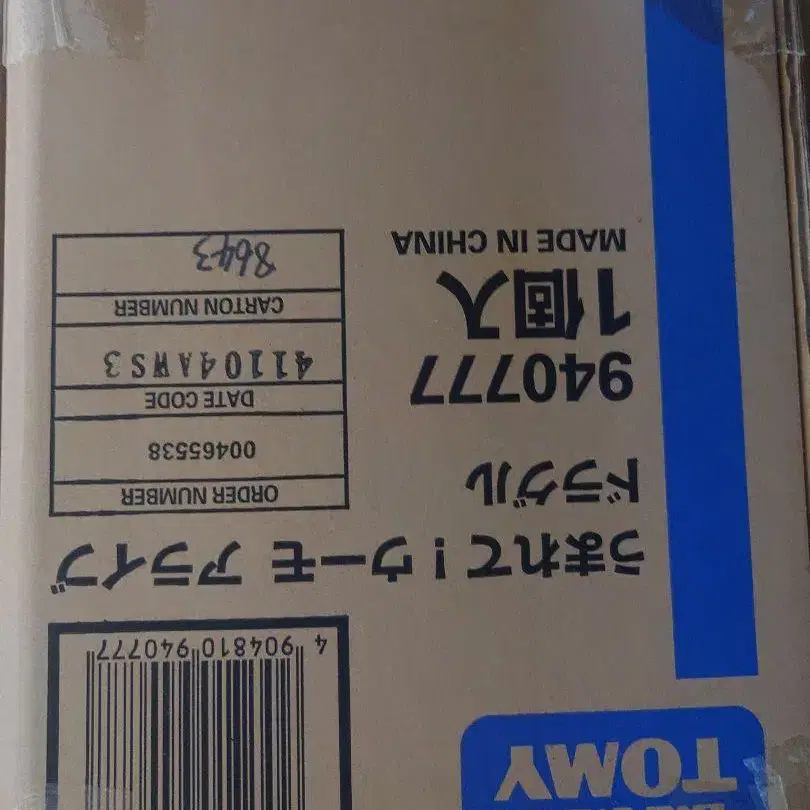 TOMY
4 904810 940777
うまれて!ウーモ アライブ
ドラグル
940777
1個入
MADE IN CHINA
ORDER NUMBER
00465538
DATE CODE
41104AWS3
CARTON NUMBER
8643